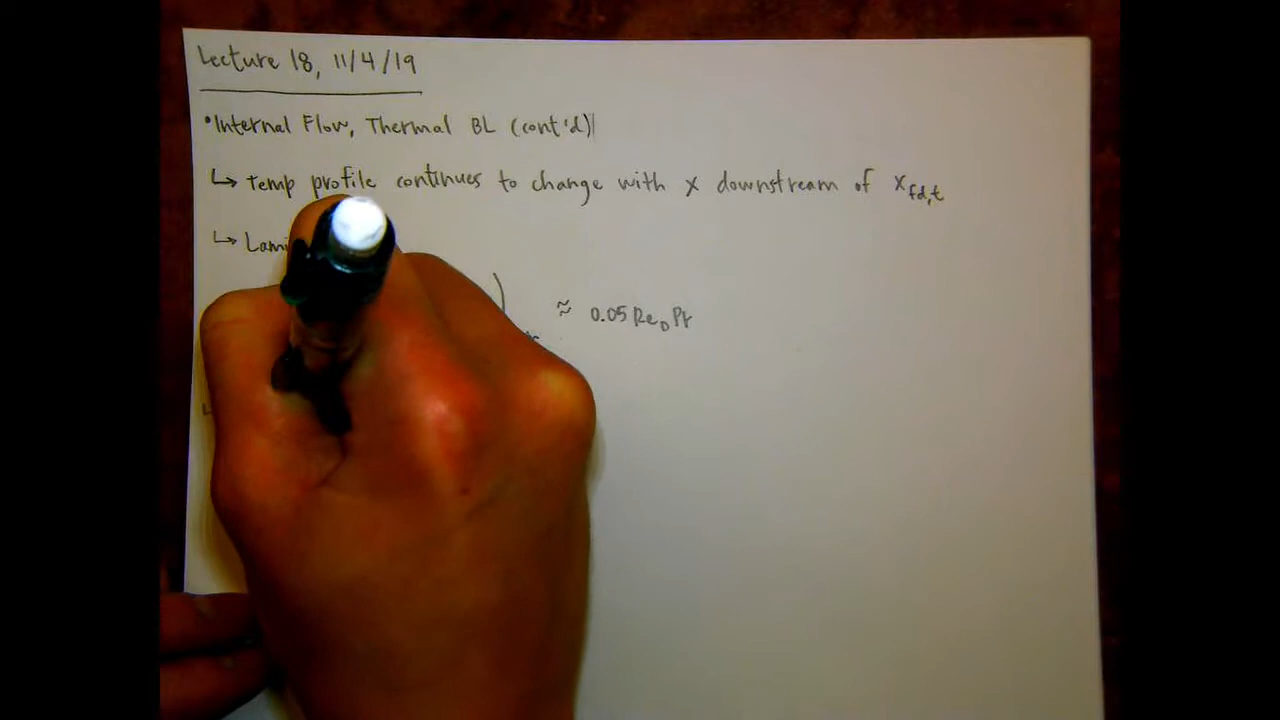 Lecture 18, 11/4/19
•Internal Flow, Thermal BL (cont'd)
↳ Temp profile continues to change with x downstream of x_fd,t
↳
) ≈ 0.05 Re_D Pr